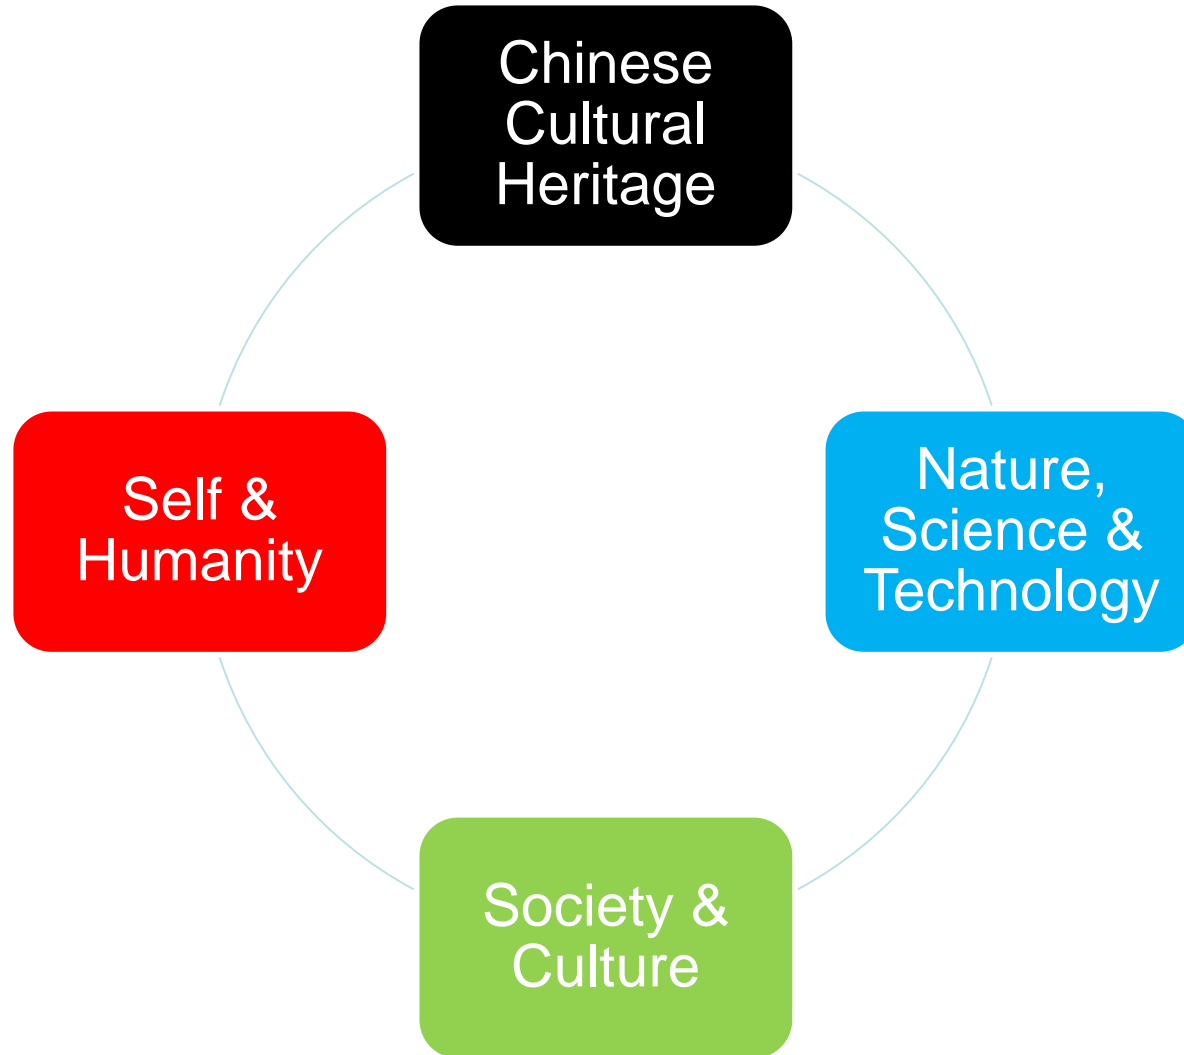 Chinese
Cultural
Heritage
Nature,
Science &
Technology
Self &
Humanity
Society &
Culture